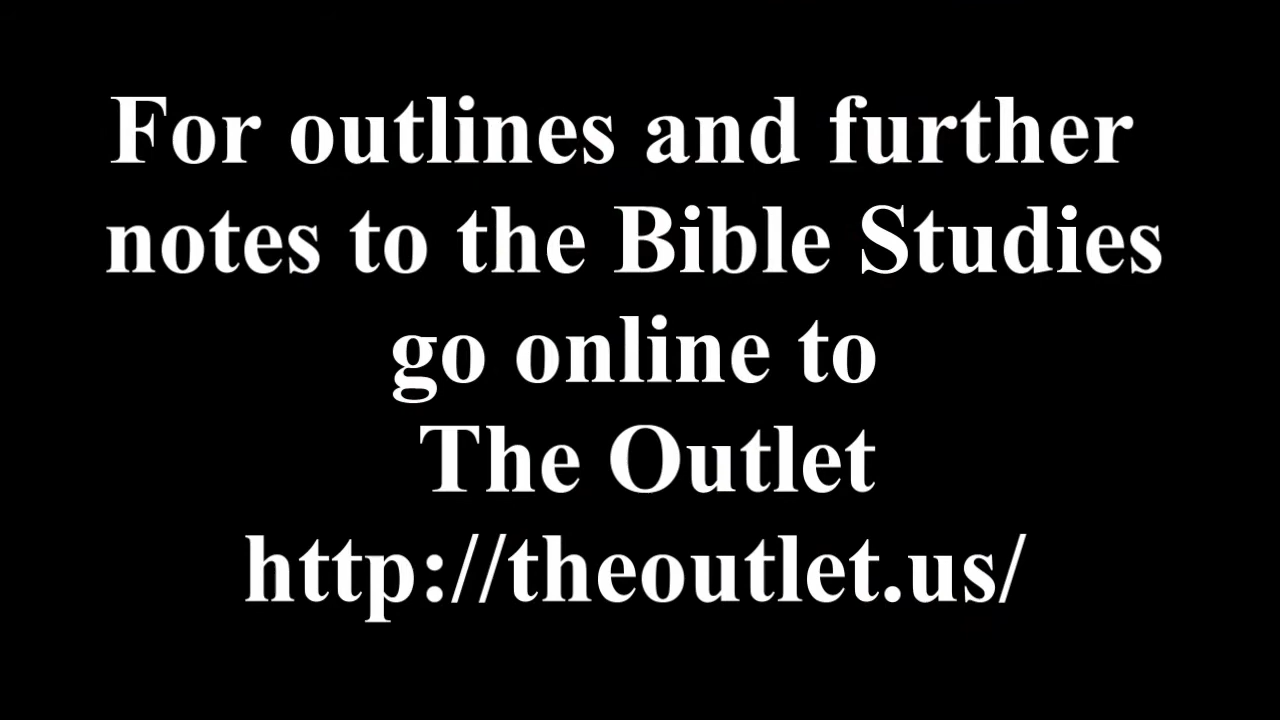 For outlines and further
notes to the Bible Studies
go online to
The Outlet
http://theoutlet.us/